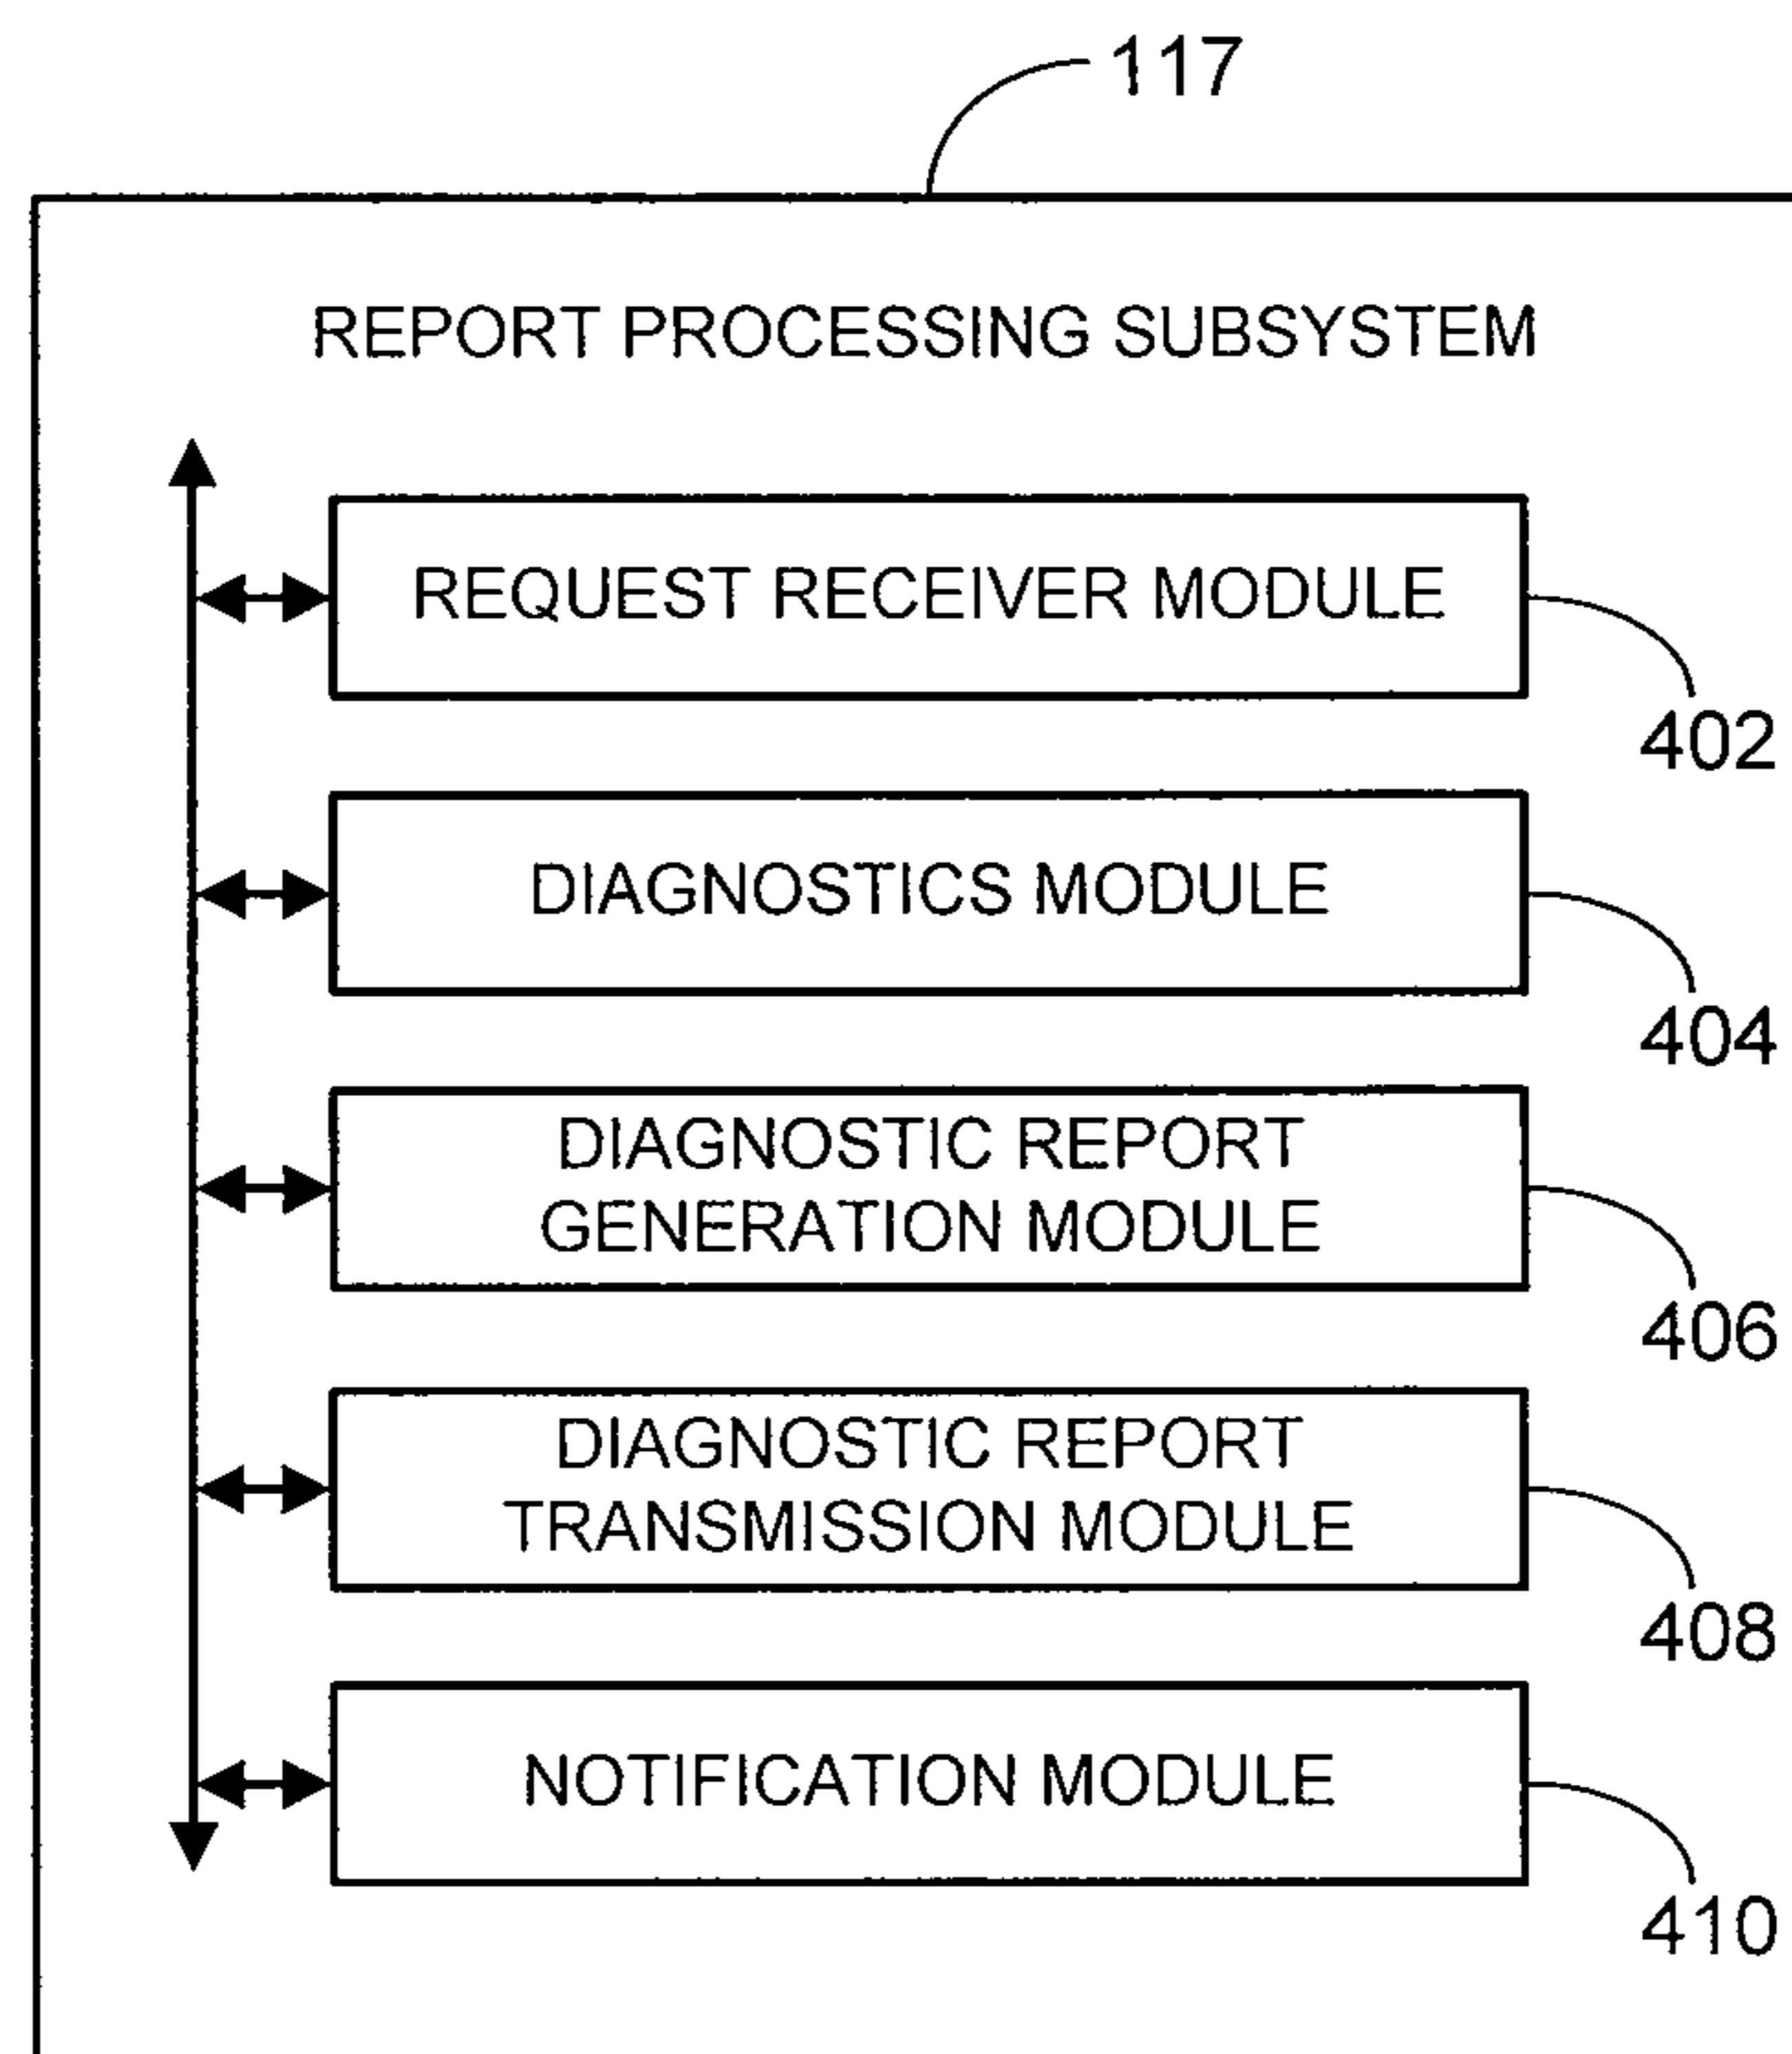 117
REPORT PROCESSING SUBSYSTEM
REQUEST RECEIVER MODULE
402
DIAGNOSTICS MODULE
404
DIAGNOSTIC REPORT
GENERATION MODULE
406
DIAGNOSTIC REPORT
TRANSMISSION MODULE
408
NOTIFICATION MODULE
410